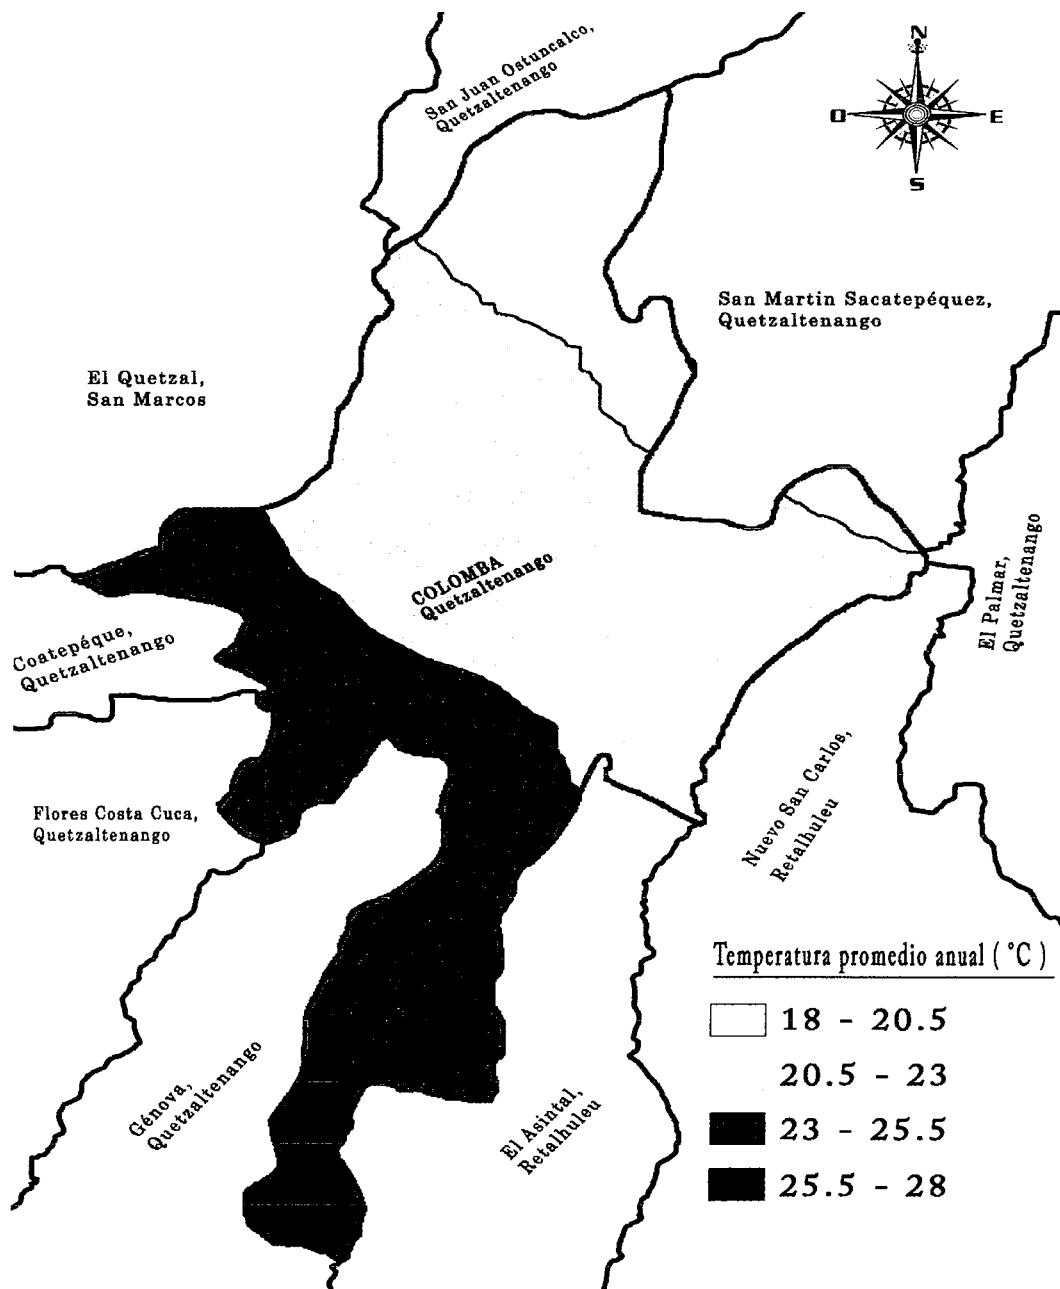 N
O
E
S
San Juan Ostuncalco,
Quetzaltenango
San Martin Sacatepéquez,
Quetzaltenango
El Quetzal,
San Marcos
COLOMBA
Quetzaltenango
El Palmar,
Quetzaltenango
Coatepéque,
Quetzaltenango
Flores Costa Cuca,
Quetzaltenango
Nuevo San Carlos,
Retalhuleu
Génova,
Quetzaltenango
El Asintal,
Retalhuleu
Temperatura promedio anual ( °C )
18 - 20.5
20.5 - 23
23 - 25.5
25.5 - 28